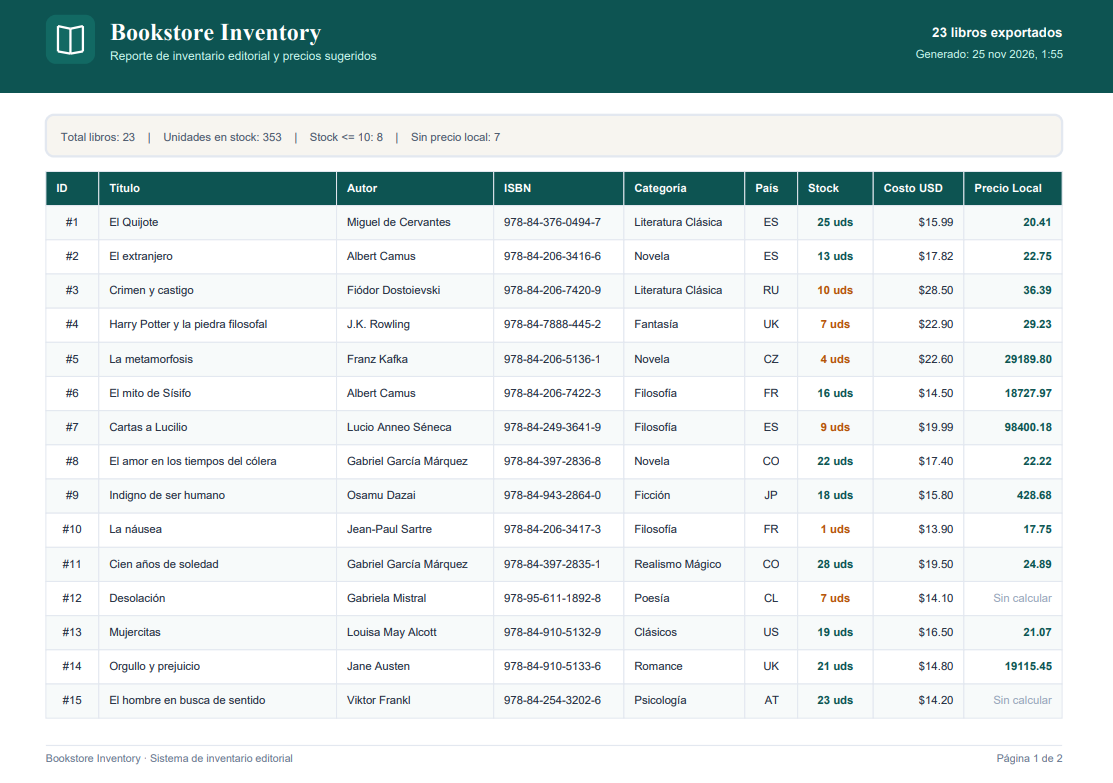 Bookstore Inventory
Reporte de inventario editorial y precios sugeridos
23 libros exportados
Generado: 25 nov 2026, 1:55
Total libros: 23 | Unidades en stock: 353 | Stock <= 10: 8 | Sin precio local: 7
ID Título Autor ISBN Categoría País Stock Costo USD Precio Local
#1 El Quijote Miguel de Cervantes 978-84-376-0494-7 Literatura Clásica ES 25 uds $15.99 20.41
#2 El extranjero Albert Camus 978-84-206-3416-6 Novela ES 13 uds $17.82 22.75
#3 Crimen y castigo Fiódor Dostoievski 978-84-206-7420-9 Literatura Clásica RU 10 uds $28.50 36.39
#4 Harry Potter y la piedra filosofal J.K. Rowling 978-84-7888-445-2 Fantasía UK 7 uds $22.90 29.23
#5 La metamorfosis Franz Kafka 978-84-206-5136-1 Novela CZ 4 uds $22.60 29189.80
#6 El mito de Sísifo Albert Camus 978-84-206-7422-3 Filosofía FR 16 uds $14.50 18727.97
#7 Cartas a Lucilio Lucio Anneo Séneca 978-84-249-3641-9 Filosofía ES 9 uds $19.99 98400.18
#8 El amor en los tiempos del cólera Gabriel García Márquez 978-84-397-2836-8 Novela CO 22 uds $17.40 22.22
#9 Indigno de ser humano Osamu Dazai 978-84-943-2864-0 Ficción JP 18 uds $15.80 428.68
#10 La náusea Jean-Paul Sartre 978-84-206-3417-3 Filosofía FR 1 uds $13.90 17.75
#11 Cien años de soledad Gabriel García Márquez 978-84-397-2835-1 Realismo Mágico CO 28 uds $19.50 24.89
#12 Desolación Gabriela Mistral 978-95-611-1892-8 Poesía CL 7 uds $14.10 Sin calcular
#13 Mujercitas Louisa May Alcott 978-84-910-5132-9 Clásicos US 19 uds $16.50 21.07
#14 Orgullo y prejuicio Jane Austen 978-84-910-5133-6 Romance UK 21 uds $14.80 19115.45
#15 El hombre en busca de sentido Viktor Frankl 978-84-254-3202-6 Psicología AT 23 uds $14.20 Sin calcular
Bookstore Inventory · Sistema de inventario editorial
Página 1 de 2